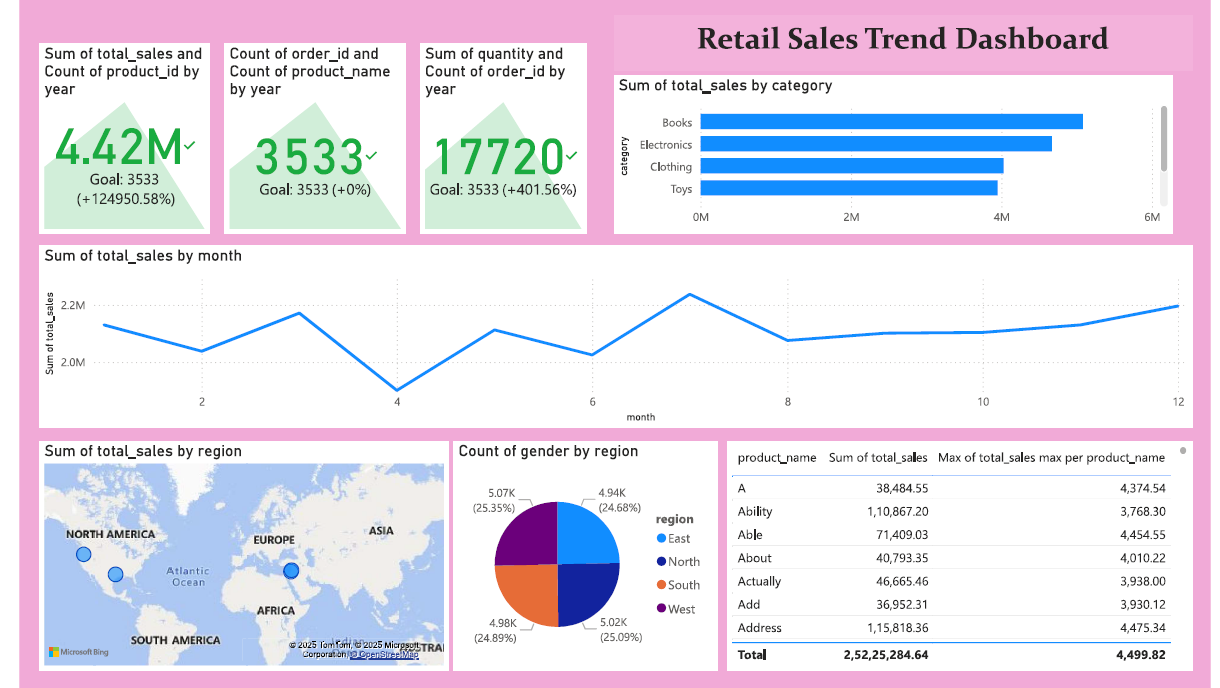 Retail Sales Trend Dashboard
Sum of total_sales and
Count of product_id by
year
4.42M
Goal: 3533
(+124950.58%)
Count of order_id and
Count of product_name
by year
3533
Goal: 3533 (+0%)
Sum of quantity and
Count of order_id by
year
17720
Goal: 3533 (+401.56%)
Sum of total_sales by category
category
Books
Electronics
Clothing
Toys
0M 2M 4M 6M
Sum of total_sales by month
Sum of total_sales
2.2M
2.0M
2 4 6 8 10 12
month
Sum of total_sales by region
NORTH AMERICA
EUROPE
ASIA
Atlantic
Ocean
AFRICA
SOUTH AMERICA
Indian
AUSTRAL
Microsoft Bing
© 2025 TomTom, © 2025 Microsoft
Corporation, © OpenStreetMap
Count of gender by region
5.07K
(25.35%)
4.94K
(24.68%)
4.98K
(24.89%)
5.02K
(25.09%)
region
East
North
South
West
product_name Sum of total_sales Max of total_sales max per product_name
A 38,484.55 4,374.54
Ability 1,10,867.20 3,768.30
Able 71,409.03 4,454.55
About 40,793.35 4,010.22
Actually 46,665.46 3,938.00
Add 36,952.31 3,930.12
Address 1,15,818.36 4,475.34
Total 2,52,25,284.64 4,499.82